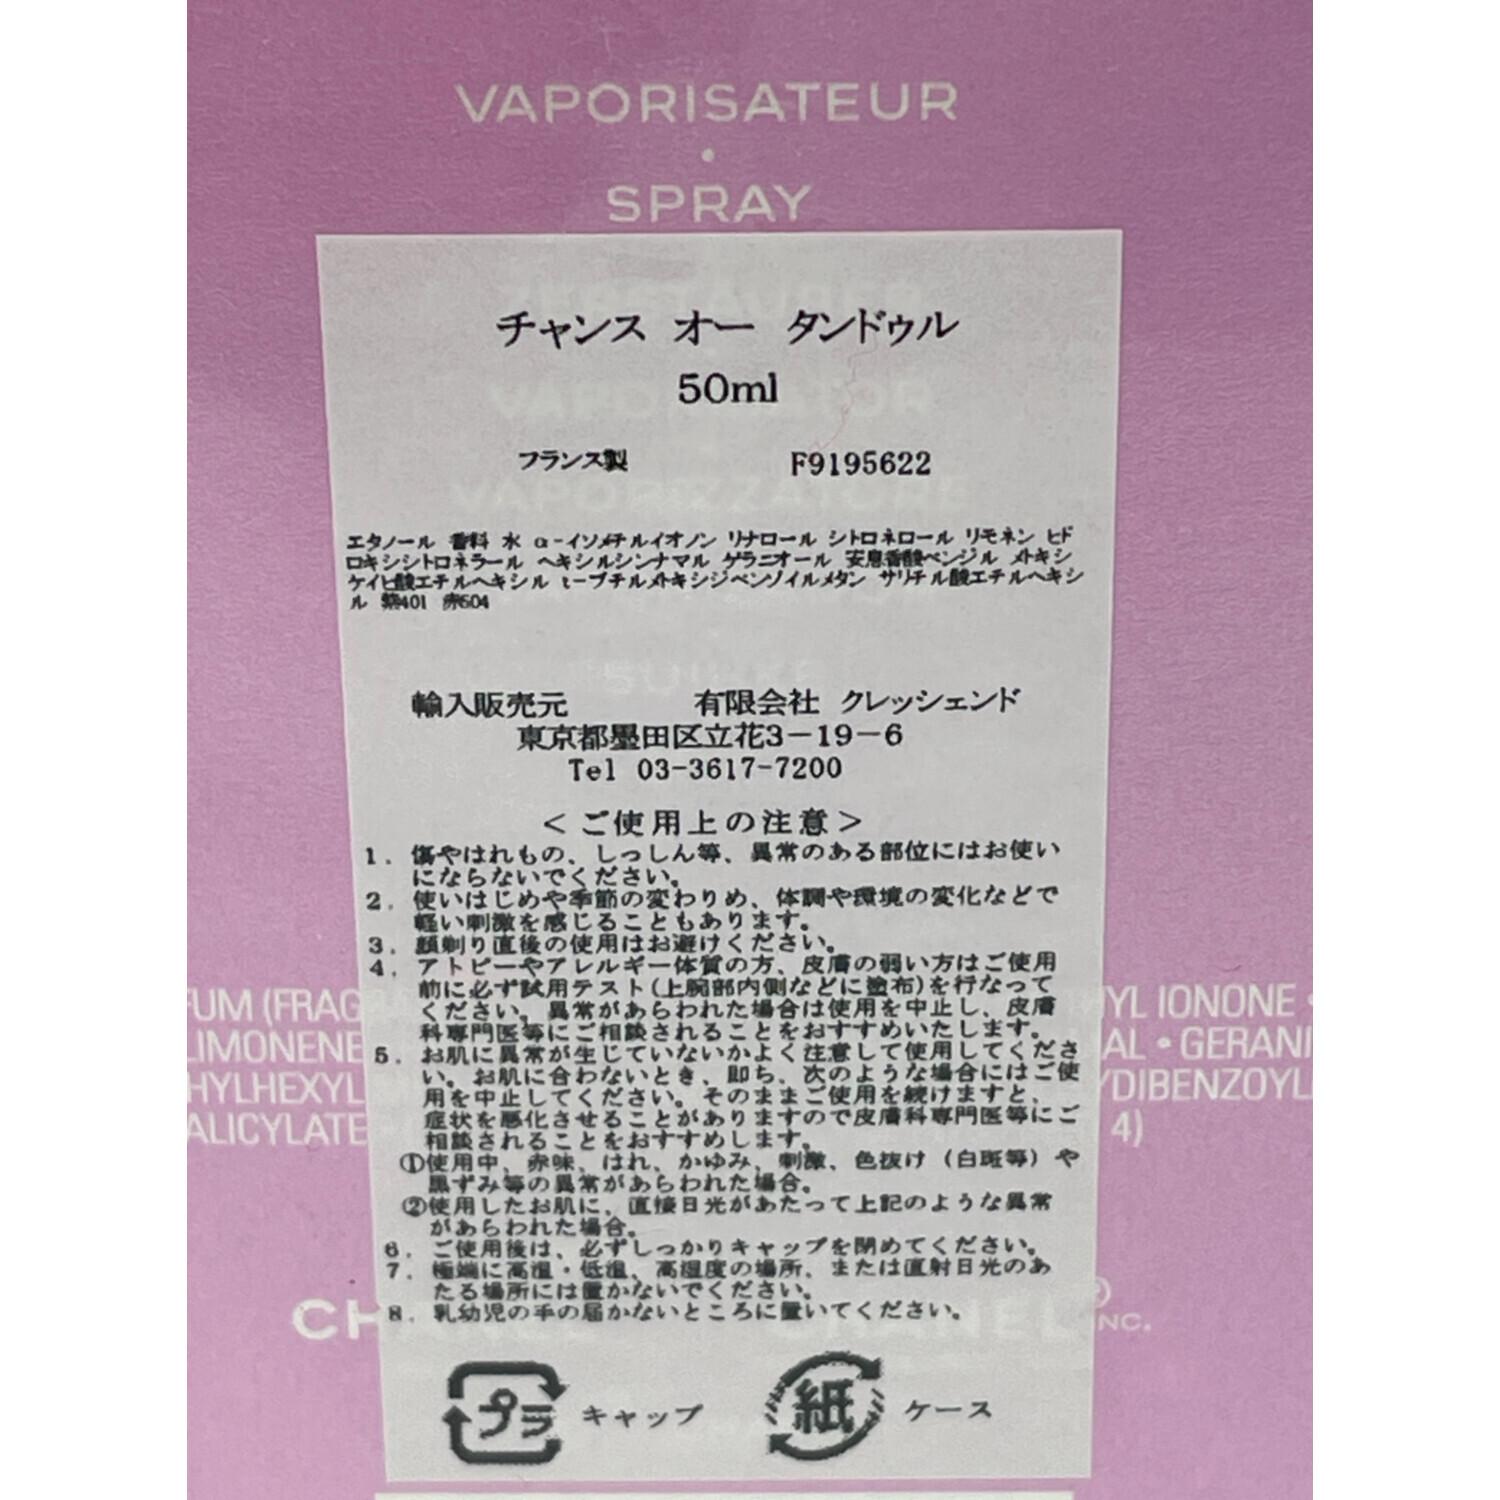 VAPORISATEUR
•
SPRAY
チャンス オー タンドゥル
50ml
フランス製 F9195622
エタノール 香料 水 α-イソメチルイオノン リナロール シトロネロール リモネン ヒド
ロキシシトロネラール ヘキシルシンナマル ゲラニオール 安息香酸ベンジル メトキシ
ケイヒ酸エチルヘキシル t-ブチルメトキシジベンゾイルメタン サリチル酸エチルヘキシ
ル 紫401 赤504
輸入販売元 有限会社 クレッシェンド
東京都墨田区立花3-19-6
Tel 03-3617-7200
<ご使用上の注意>
1. 傷やはれもの、しっしん等、異常のある部位にはお使い
にならないでください。
2. 使いはじめや季節の変わりめ、体調や環境の変化などで
軽い刺激を感じることもあります。
3. 顔剃り直後の使用はお避けください。
4. アトピーやアレルギー体質の方、皮膚の弱い方はご使用
前に必ず試用テスト(上腕部内側などに塗布)を行なって
ください。異常があらわれた場合は使用を中止し、皮膚
科専門医等にご相談されることをおすすめいたします。
5. お肌に異常が生じていないかよく注意して使用してくださ
い。お肌に合わないとき、即ち、次のような場合にはご使
用を中止してください。そのままご使用を続けますと、
症状を悪化させることがありますので皮膚科専門医等にご
相談されることをおすすめします。
①使用中、赤味、はれ、かゆみ、刺激、色抜け（白斑等）や
黒ずみ等の異常があらわれた場合。
②使用したお肌に、直接日光があたって上記のような異常
があらわれた場合。
6. ご使用後は、必ずしっかりキャップを閉めてください。
7. 極端に高温・低温、高湿度の場所、または直射日光のあ
たる場所には置かないでください。
8. 乳幼児の手の届かないところに置いてください。
プラ キャップ 紙 ケース
FUM (FRAG YL IONONE •
LIMONENE AL • GERANI
HYLHEXYL YDIBENZOYL
ALICYLATE 4)
CHANEL CHANEL ® INC.